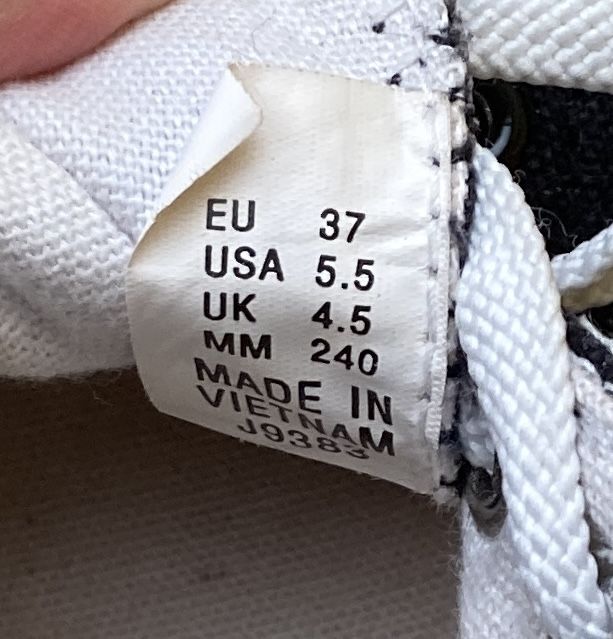 EU 37
USA 5.5
UK 4.5
MM 240
MADE IN
VIETNAM
J9383